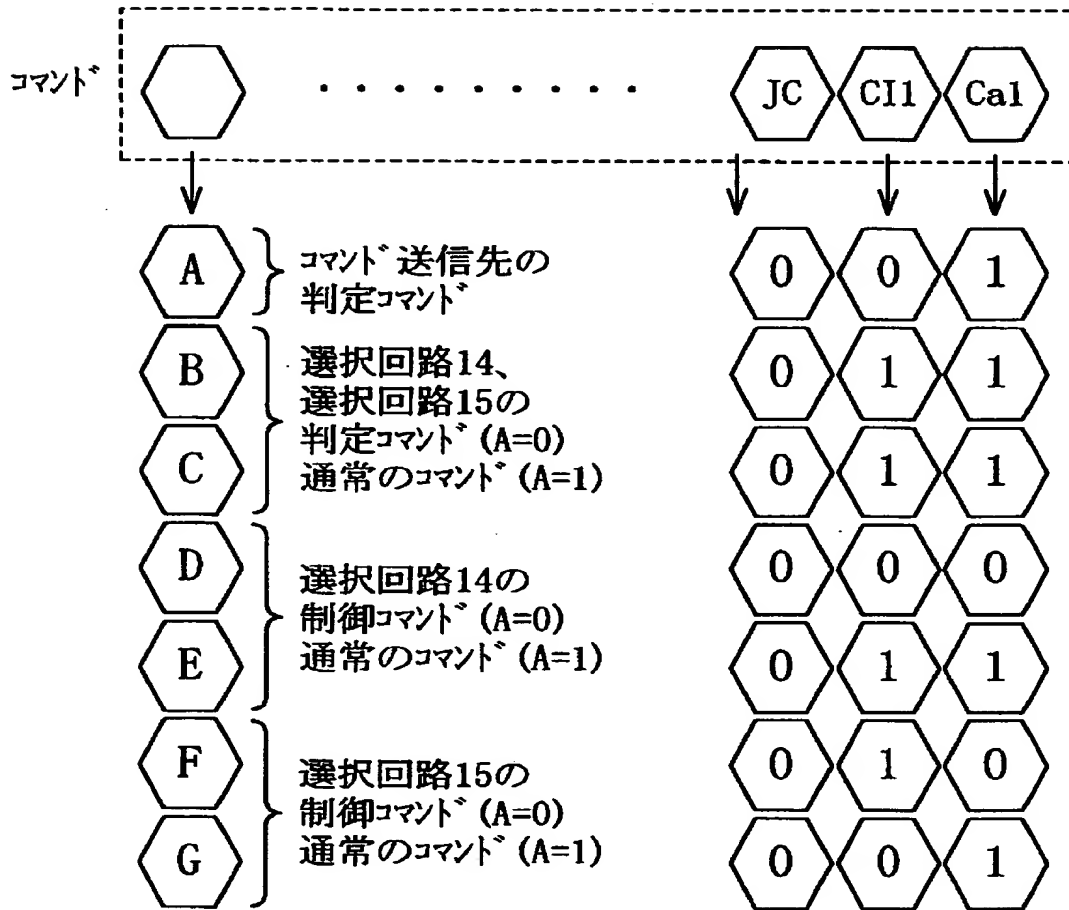 コマンド
JC CI1 Ca1
A
コマンド送信先の
判定コマンド
0 0 1
B
C
選択回路14、
選択回路15の
判定コマンド(A=0)
通常のコマンド(A=1)
0 1 1
0 1 1
D
E
選択回路14の
制御コマンド(A=0)
通常のコマンド(A=1)
0 0 0
0 1 1
F
G
選択回路15の
制御コマンド(A=0)
通常のコマンド(A=1)
0 1 0
0 0 1